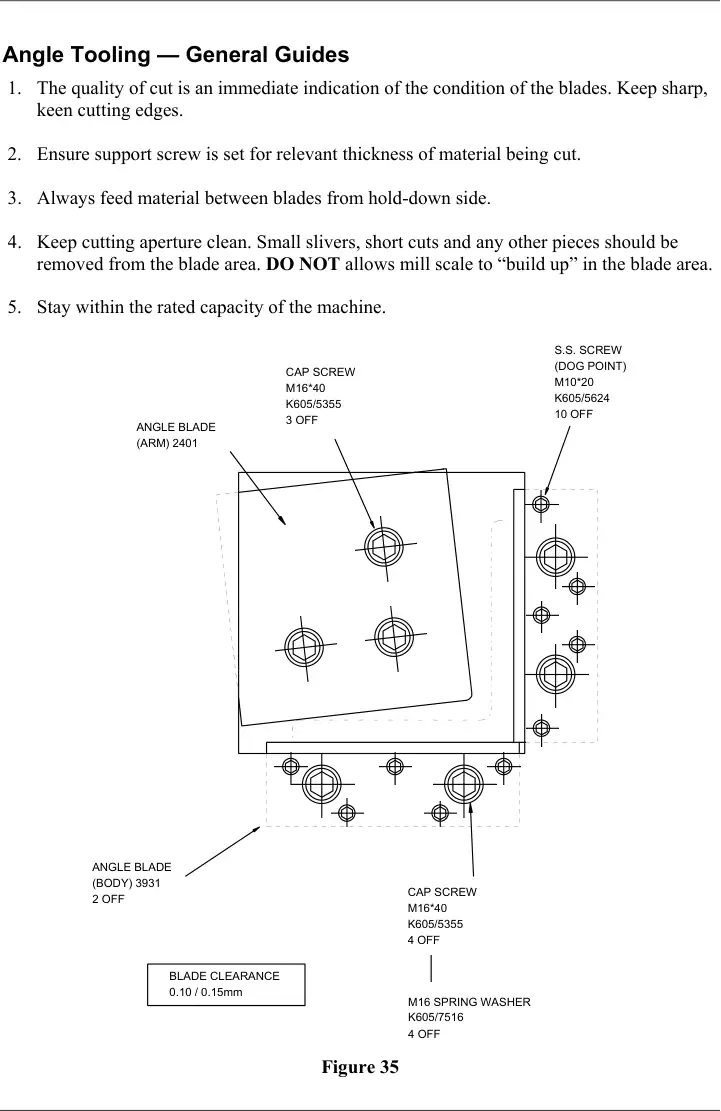 Angle Tooling — General Guides
1. The quality of cut is an immediate indication of the condition of the blades. Keep sharp,
keen cutting edges.
2. Ensure support screw is set for relevant thickness of material being cut.
3. Always feed material between blades from hold-down side.
4. Keep cutting aperture clean. Small slivers, short cuts and any other pieces should be
removed from the blade area. DO NOT allows mill scale to “build up” in the blade area.
5. Stay within the rated capacity of the machine.
S.S. SCREW
(DOG POINT)
M10*20
K605/5624
10 OFF
CAP SCREW
M16*40
K605/5355
3 OFF
ANGLE BLADE
(ARM) 2401
ANGLE BLADE
(BODY) 3931
2 OFF
CAP SCREW
M16*40
K605/5355
4 OFF
BLADE CLEARANCE
0.10 / 0.15mm
M16 SPRING WASHER
K605/7516
4 OFF
Figure 35